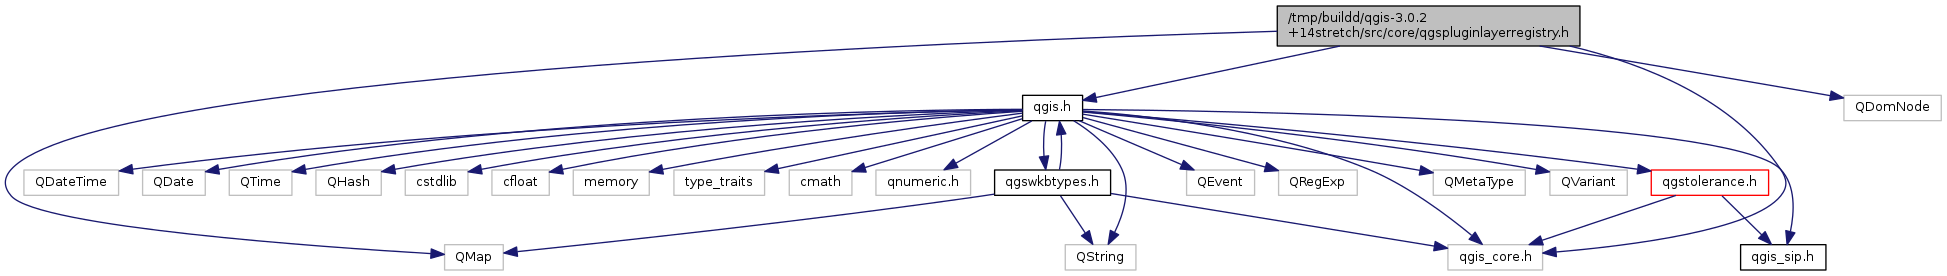 /tmp/buildd/qgis-3.0.2
+14stretch/src/core/qgspluginlayerregistry.h
qgis.h
QDomNode
QDateTime
QDate
QTime
QHash
cstdlib
cfloat
memory
type_traits
cmath
qnumeric.h
qgswkbtypes.h
QEvent
QRegExp
QMetaType
QVariant
qgstolerance.h
QMap
QString
qgis_core.h
qgis_sip.h